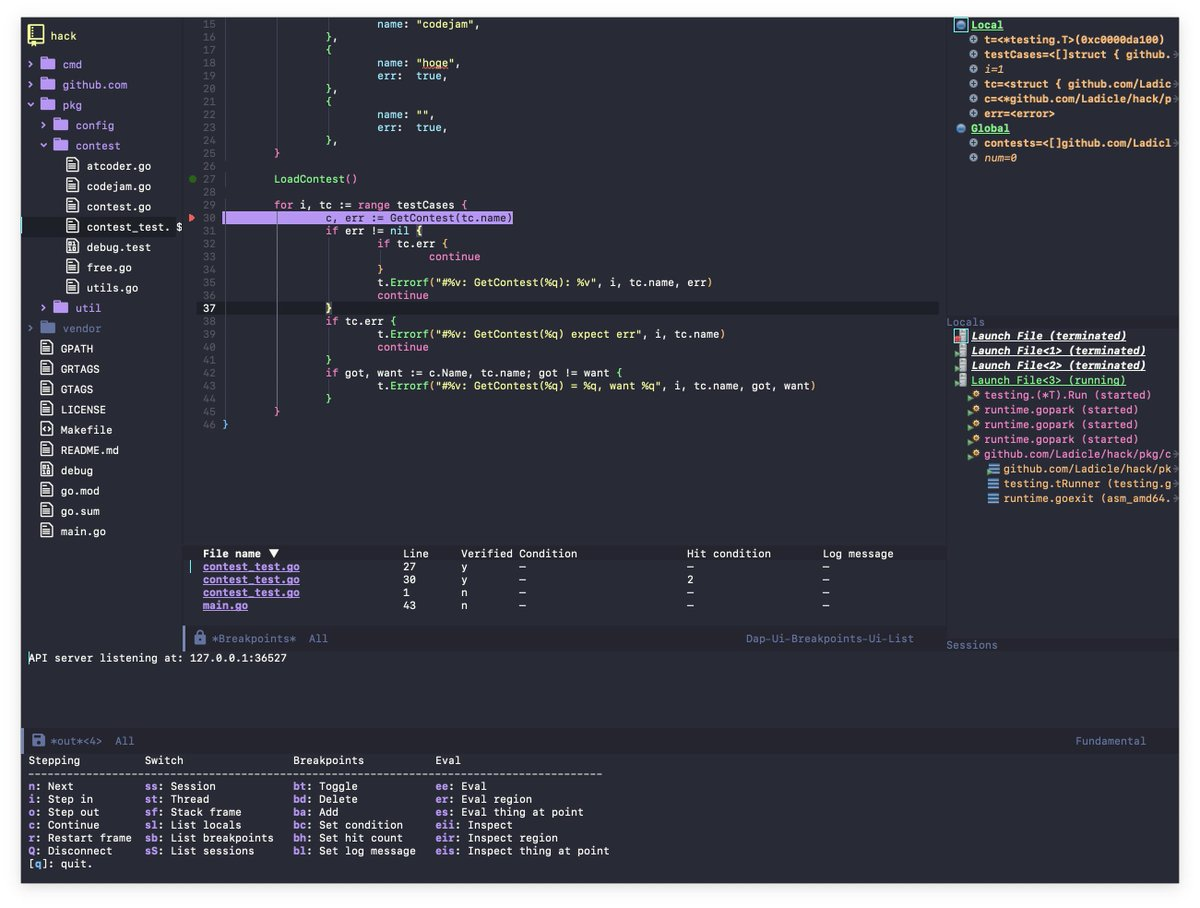 hack
cmd
github.com
pkg
config
contest
atcoder.go
codejam.go
contest.go
contest_test. $
debug.test
free.go
utils.go
util
vendor
GPATH
GRTAGS
GTAGS
LICENSE
Makefile
README.md
debug
go.mod
go.sum
main.go
15 name: "codejam",
16 },
17 {
18 name: "hoge",
19 err: true,
20 },
21 {
22 name: "",
23 err: true,
24 },
25 }
26
27 LoadContest()
28
29 for i, tc := range testCases {
30 c, err := GetContest(tc.name)
31 if err != nil {
32 if tc.err {
33 continue
34 }
35 t.Errorf("#%v: GetContest(%q): %v", i, tc.name, err)
36 continue
37 }
38 if tc.err {
39 t.Errorf("#%v: GetContest(%q) expect err", i, tc.name)
40 continue
41 }
42 if got, want := c.Name, tc.name; got != want {
43 t.Errorf("#%v: GetContest(%q) = %q, want %q", i, tc.name, got, want)
44 }
45 }
46 }
File name ▼ Line Verified Condition Hit condition Log message
contest_test.go 27 y — — —
contest_test.go 30 y — 2 —
contest_test.go 1 n — — —
main.go 43 n — — —
*Breakpoints* All Dap-Ui-Breakpoints-Ui-List
Local
t=<*testing.T>(0xc0000da100)
testCases=<[]struct { github.
i=1
tc=<struct { github.com/Ladic
c=<*github.com/Ladicle/hack/p
err=<error>
Global
contests=<[]github.com/Ladicl
num=0
Locals
Launch File (terminated)
Launch File<1> (terminated)
Launch File<2> (terminated)
Launch File<3> (running)
testing.(*T).Run (started)
runtime.gopark (started)
runtime.gopark (started)
runtime.gopark (started)
github.com/Ladicle/hack/pkg/c
github.com/Ladicle/hack/pk
testing.tRunner (testing.g
runtime.goexit (asm_amd64.
Sessions
API server listening at: 127.0.0.1:36527
*out*<4> All Fundamental
Stepping Switch Breakpoints Eval
n: Next ss: Session bt: Toggle ee: Eval
i: Step in st: Thread bd: Delete er: Eval region
o: Step out sf: Stack frame ba: Add es: Eval thing at point
c: Continue sl: List locals bc: Set condition eii: Inspect
r: Restart frame sb: List breakpoints bh: Set hit count eir: Inspect region
Q: Disconnect sS: List sessions bl: Set log message eis: Inspect thing at point
[q]: quit.